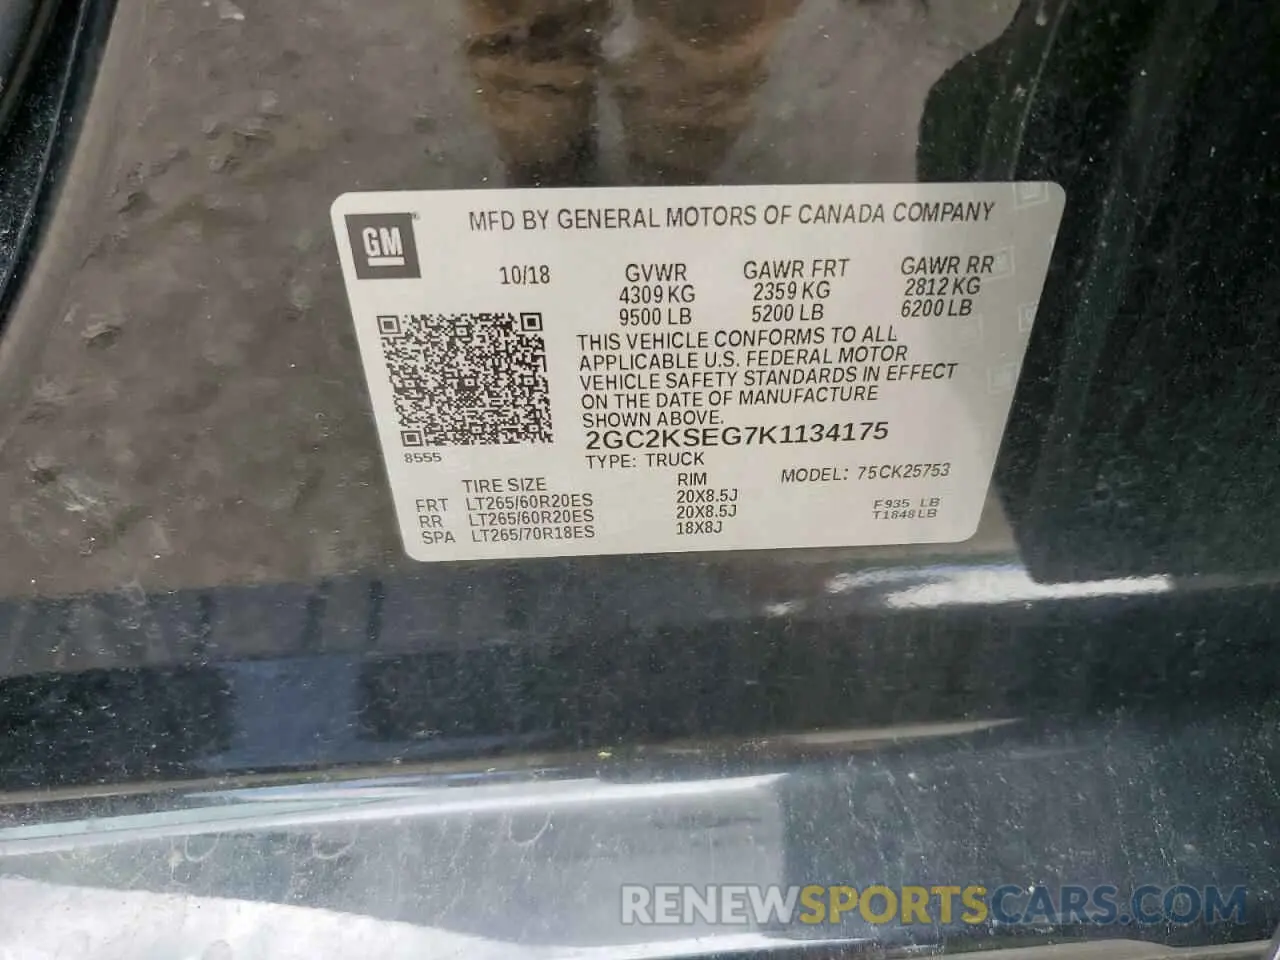 MFD BY GENERAL MOTORS OF CANADA COMPANY
GM®
10/18 GVWR GAWR FRT GAWR RR
4309 KG 2359 KG 2812 KG
9500 LB 5200 LB 6200 LB
THIS VEHICLE CONFORMS TO ALL
APPLICABLE U.S. FEDERAL MOTOR
VEHICLE SAFETY STANDARDS IN EFFECT
ON THE DATE OF MANUFACTURE
SHOWN ABOVE.
2GC2KSEG7K1134175
8555
TYPE: TRUCK MODEL: 75CK25753
TIRE SIZE RIM
FRT LT265/60R20ES 20X8.5J
RR LT265/60R20ES 20X8.5J
SPA LT265/70R18ES 18X8J
F935 LB
T1848LB
RENEWSPORTSCARS.COM